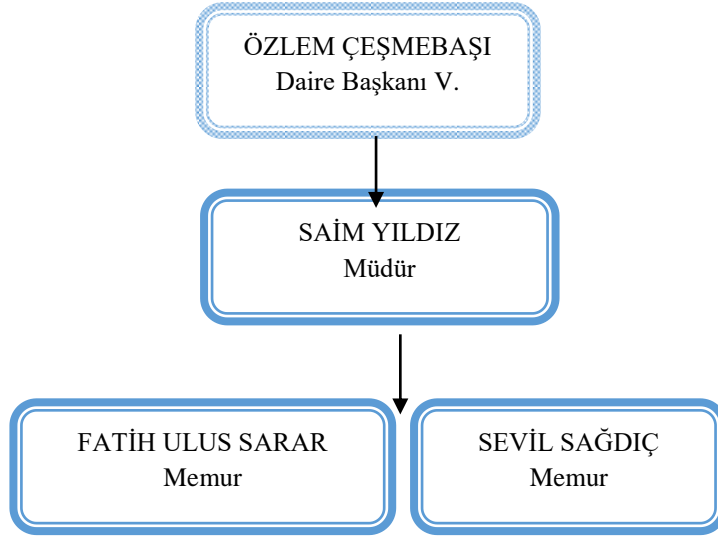 ÖZLEM ÇEŞMEBAŞI
Daire Başkanı V.
SAİM YILDIZ
Müdür
FATİH ULUS SARAR
Memur
SEVİL SAĞDIÇ
Memur